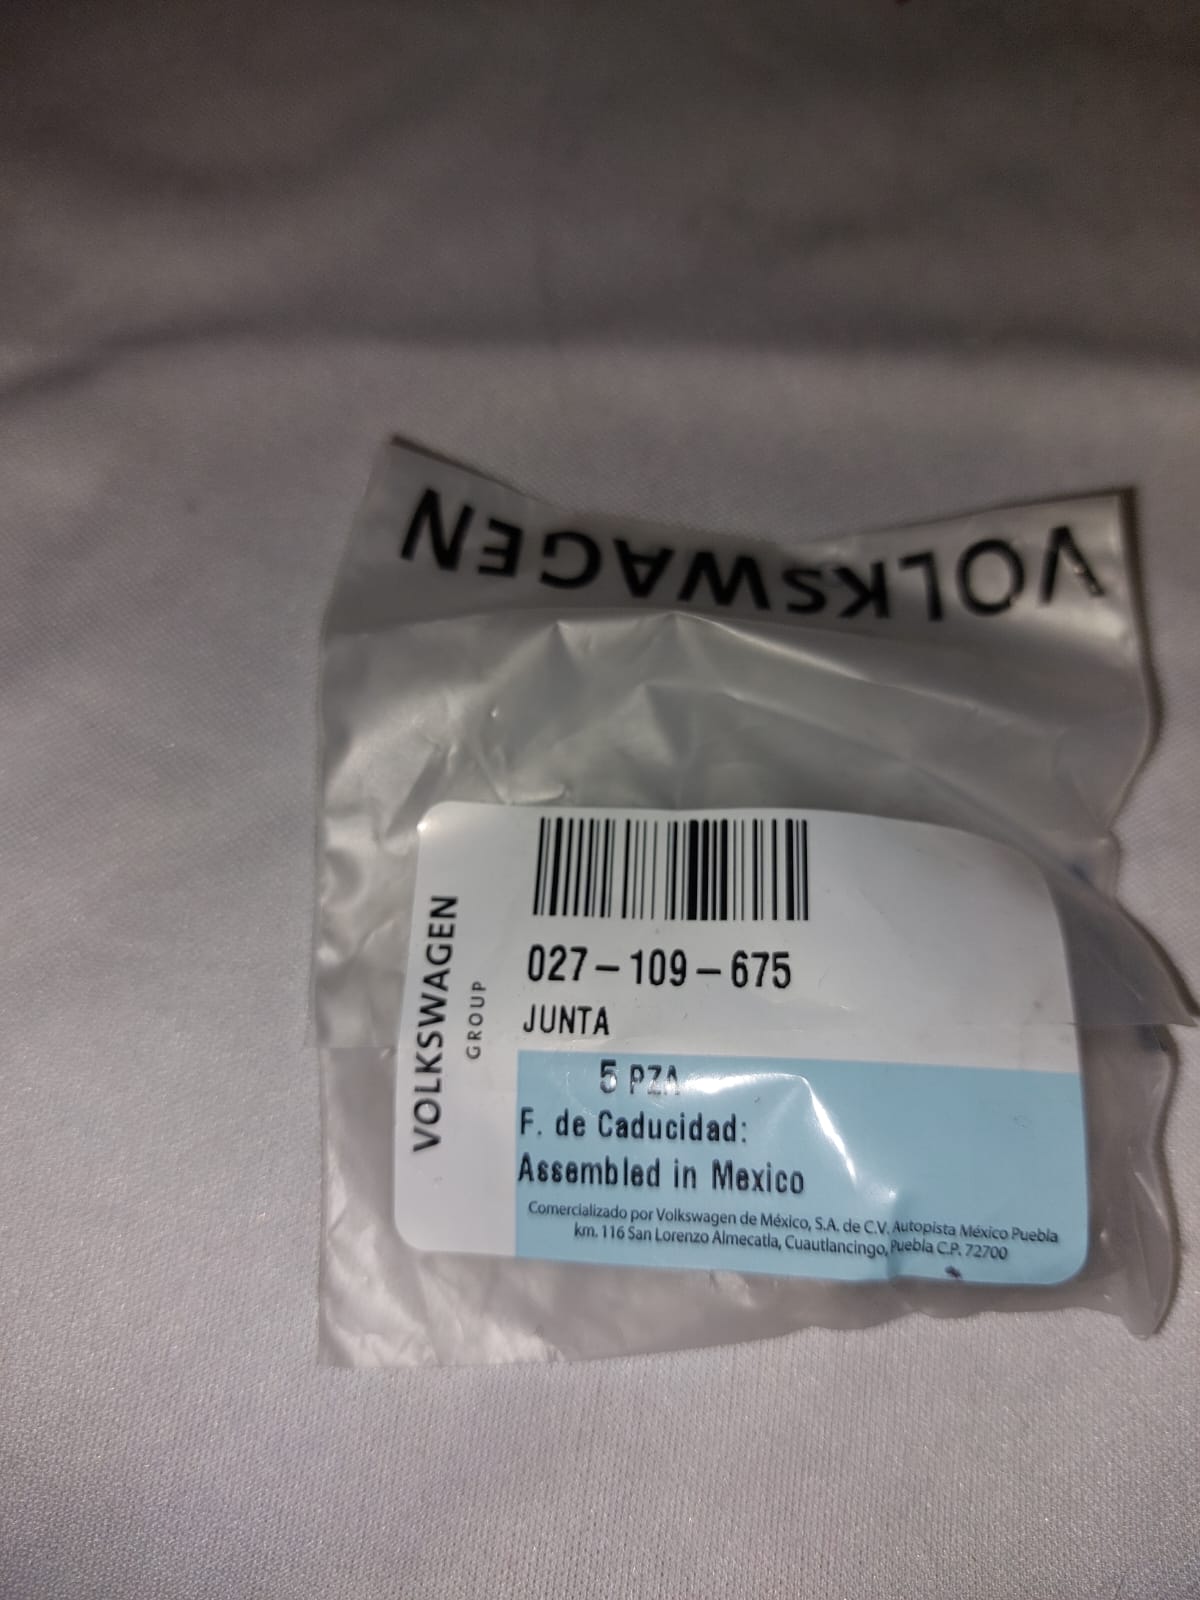 VOLKSWAGEN
VOLKSWAGEN
GROUP
027-109-675
JUNTA
5 PZA
F. de Caducidad:
Assembled in Mexico
Comercializado por Volkswagen de México, S.A. de C.V. Autopista México Puebla
km. 116 San Lorenzo Almecatla, Cuautlancingo, Puebla C.P. 72700